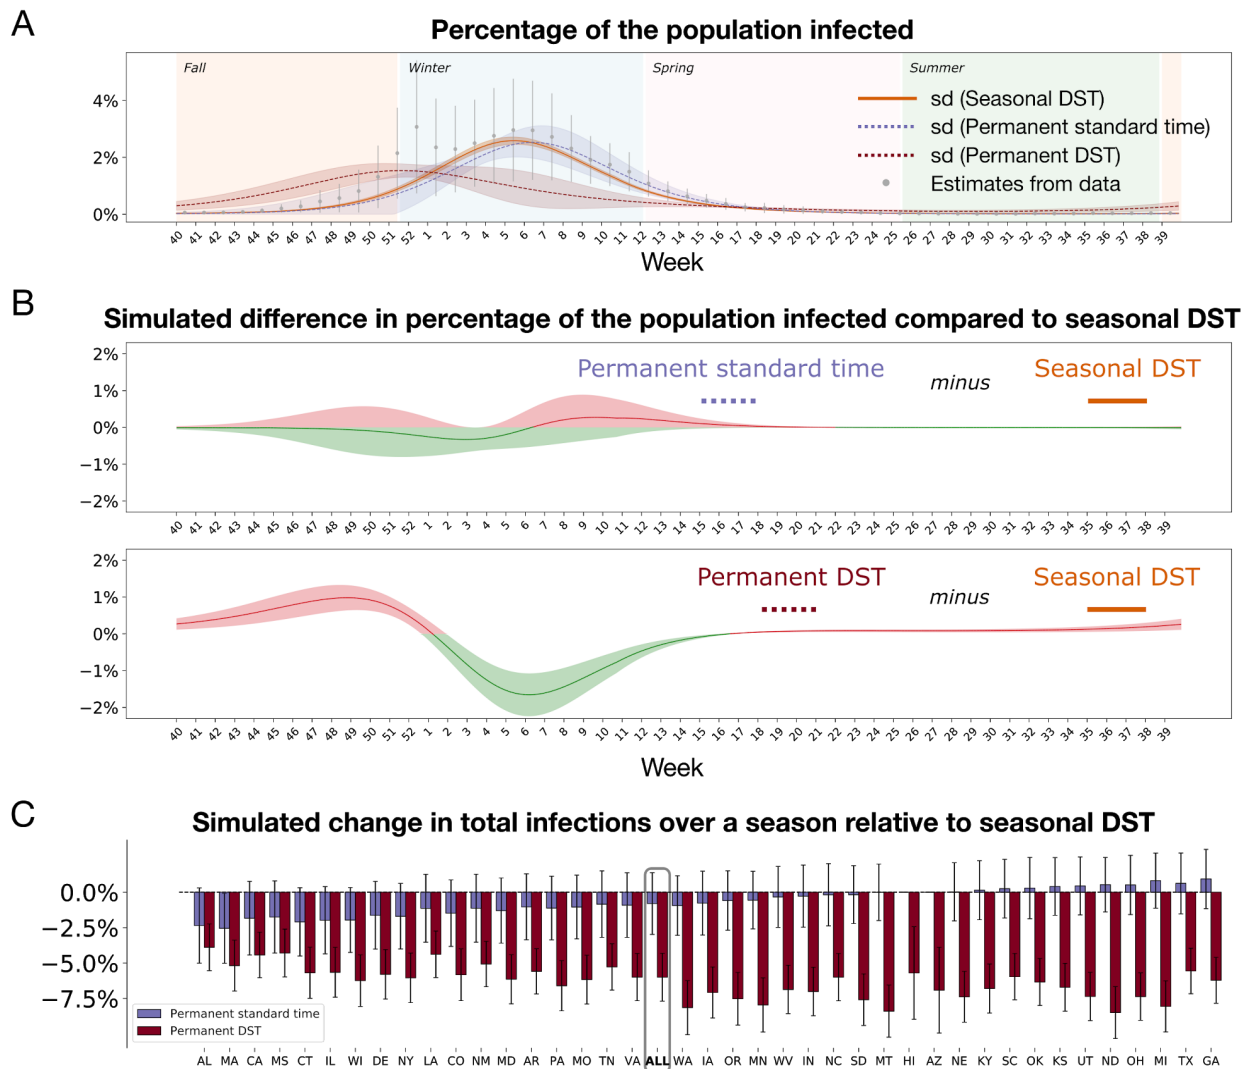 A
Percentage of the population infected
Fall
Winter
Spring
Summer
sd (Seasonal DST)
sd (Permanent standard time)
sd (Permanent DST)
Estimates from data
4%
2%
0%
40 41 42 43 44 45 46 47 48 49 50 51 52 1 2 3 4 5 6 7 8 9 10 11 12 13 14 15 16 17 18 19 20 21 22 23 24 25 26 27 28 29 30 31 32 33 34 35 36 37 38 39
Week
B
Simulated difference in percentage of the population infected compared to seasonal DST
2%
1%
0%
−1%
−2%
Permanent standard time
minus
Seasonal DST
40 41 42 43 44 45 46 47 48 49 50 51 52 1 2 3 4 5 6 7 8 9 10 11 12 13 14 15 16 17 18 19 20 21 22 23 24 25 26 27 28 29 30 31 32 33 34 35 36 37 38 39
2%
1%
0%
−1%
−2%
Permanent DST
minus
Seasonal DST
40 41 42 43 44 45 46 47 48 49 50 51 52 1 2 3 4 5 6 7 8 9 10 11 12 13 14 15 16 17 18 19 20 21 22 23 24 25 26 27 28 29 30 31 32 33 34 35 36 37 38 39
Week
C
Simulated change in total infections over a season relative to seasonal DST
0.0%
−2.5%
−5.0%
−7.5%
Permanent standard time
Permanent DST
AL MA CA MS CT IL WI DE NY LA CO NM MD AR PA MO TN VA ALL WA IA OR MN WV IN NC SD MT HI AZ NE KY SC OK KS UT ND OH MI TX GA